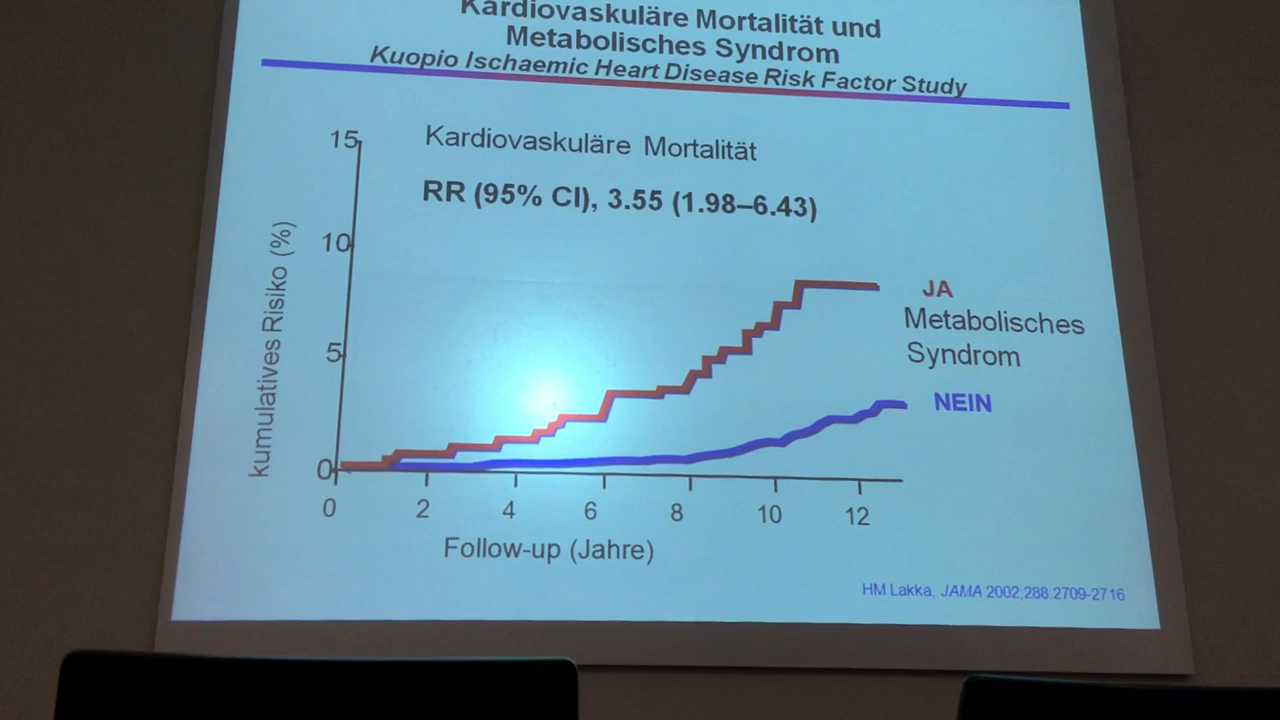 Kardiovaskuläre Mortalität und
Metabolisches Syndrom
Kuopio Ischaemic Heart Disease Risk Factor Study
15
Kardiovaskuläre Mortalität
RR (95% CI), 3.55 (1.98–6.43)
10
kumulatives Risiko (%)
JA
Metabolisches
Syndrom
5
NEIN
0
0 2 4 6 8 10 12
Follow-up (Jahre)
HM Lakka, JAMA 2002;288:2709-2716